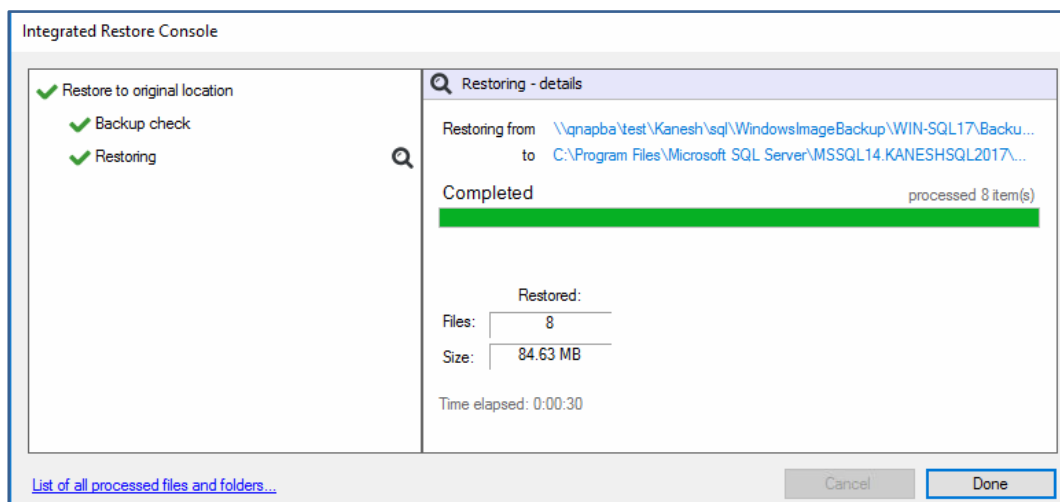 Integrated Restore Console
Restore to original location
Backup check
Restoring
Restoring - details
Restoring from \\qnapba\test\Kanesh\sql\WindowsImageBackup\WIN-SQL17\Backu...
to C:\Program Files\Microsoft SQL Server\MSSQL14.KANESHSQL2017\...
Completed processed 8 item(s)
Restored:
Files: 8
Size: 84.63 MB
Time elapsed: 0:00:30
List of all processed files and folders...
Cancel Done